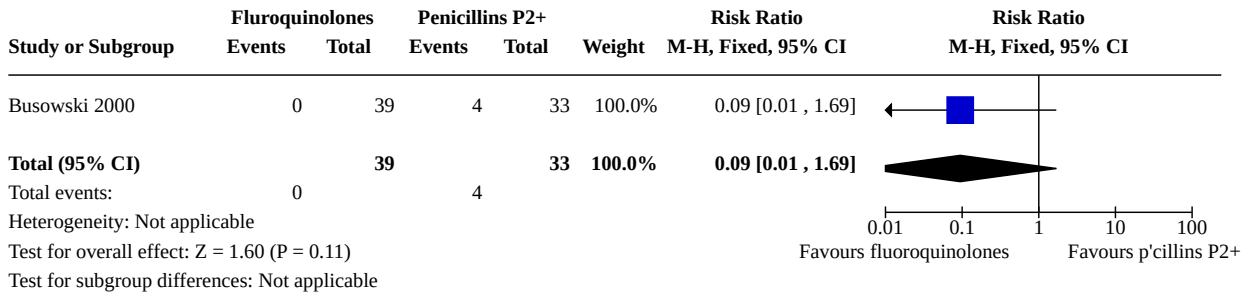 Fluroquinolones Penicillins P2+ Risk Ratio Risk Ratio
Study or Subgroup Events Total Events Total Weight M-H, Fixed, 95% CI M-H, Fixed, 95% CI
Busowski 2000 0 39 4 33 100.0% 0.09 [0.01 , 1.69]
Total (95% CI) 39 33 100.0% 0.09 [0.01 , 1.69]
Total events: 0 4
Heterogeneity: Not applicable
0.01 0.1 1 10 100
Test for overall effect: Z = 1.60 (P = 0.11)
Favours fluoroquinolones Favours p'cillins P2+
Test for subgroup differences: Not applicable